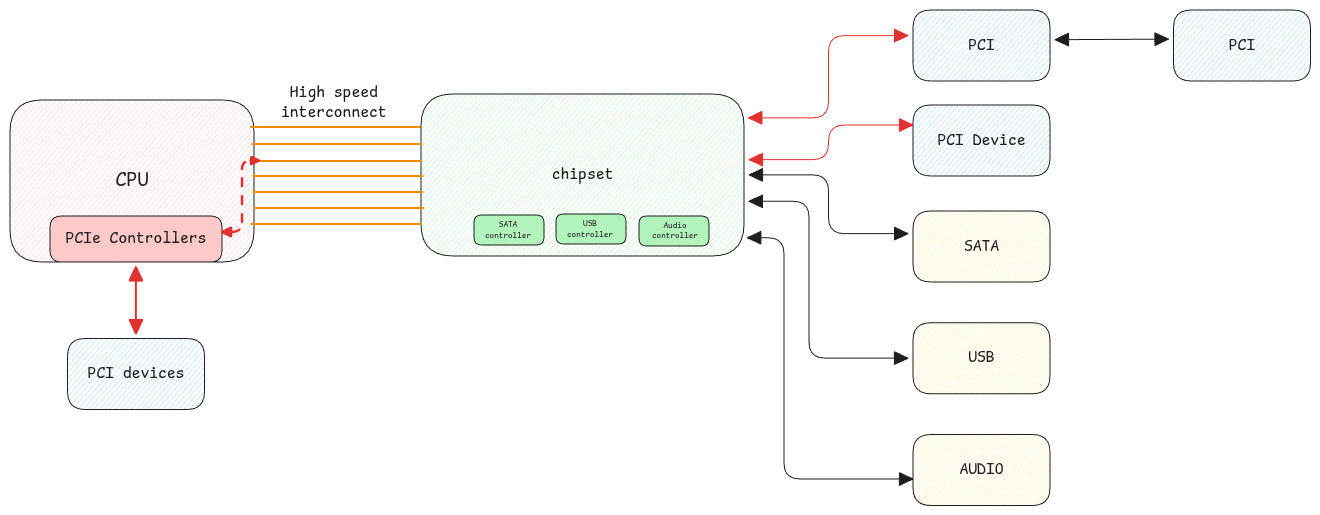 High speed
interconnect
CPU
PCIe Controllers
PCI devices
chipset
SATA
controller
USB
controller
Audio
controller
PCI
PCI
PCI Device
SATA
USB
AUDIO